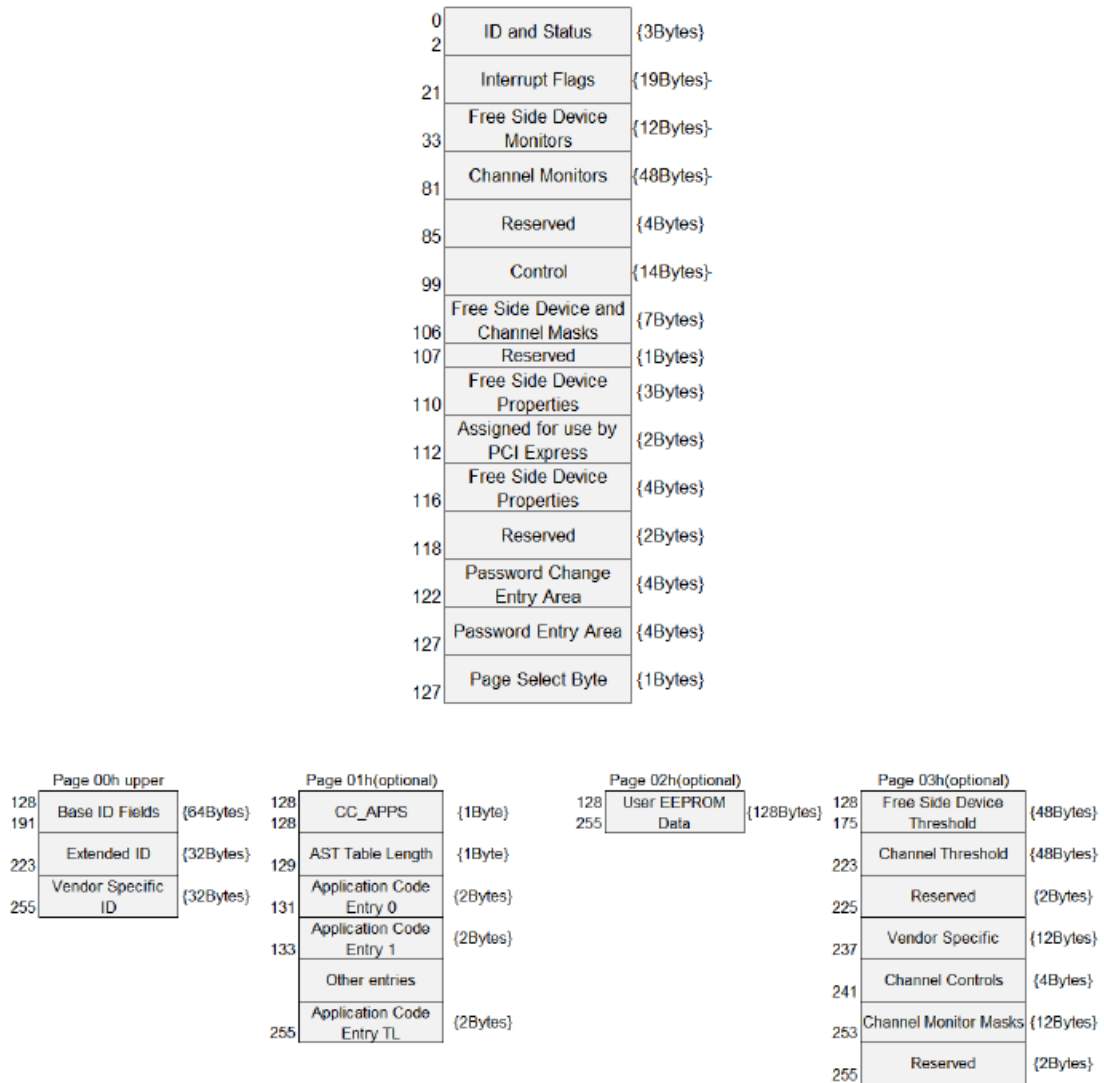 0
ID and Status
{3Bytes}
2
Interrupt Flags
{19Bytes}-
21
Free Side Device
Monitors
{12Bytes}-
33
Channel Monitors
{48Bytes}-
81
Reserved
{4Bytes}
85
Control
{14Bytes}-
99
Free Side Device and
Channel Masks
{7Bytes}
106
107
Reserved
{1Bytes}
Free Side Device
Properties
{3Bytes}
110
Assigned for use by
PCI Express
{2Bytes}
112
Free Side Device
Properties
{4Bytes}
116
Reserved
{2Bytes}
118
Password Change
Entry Area
{4Bytes}
122
Password Entry Area
{4Bytes}
127
Page Select Byte
{1Bytes}
127
Page 00h upper
128
Base ID Fields
{64Bytes}
191
Extended ID
{32Bytes}
223
Vendor Specific
ID
{32Bytes}
255
Page 01h(optional)
128
CC_APPS
{1Byte}
128
AST Table Length
{1Byte}
129
Application Code
Entry 0
{2Bytes}
131
Application Code
Entry 1
{2Bytes}
133
Other entries
Application Code
Entry TL
{2Bytes}
255
Page 02h(optional)
128
User EEPROM
Data
{128Bytes}
255
Page 03h(optional)
128
Free Side Device
Threshold
{48Bytes}
175
Channel Threshold
{48Bytes}
223
Reserved
{2Bytes}
225
Vendor Specific
{12Bytes}
237
Channel Controls
{4Bytes}
241
Channel Monitor Masks
{12Bytes}
253
Reserved
{2Bytes}
255